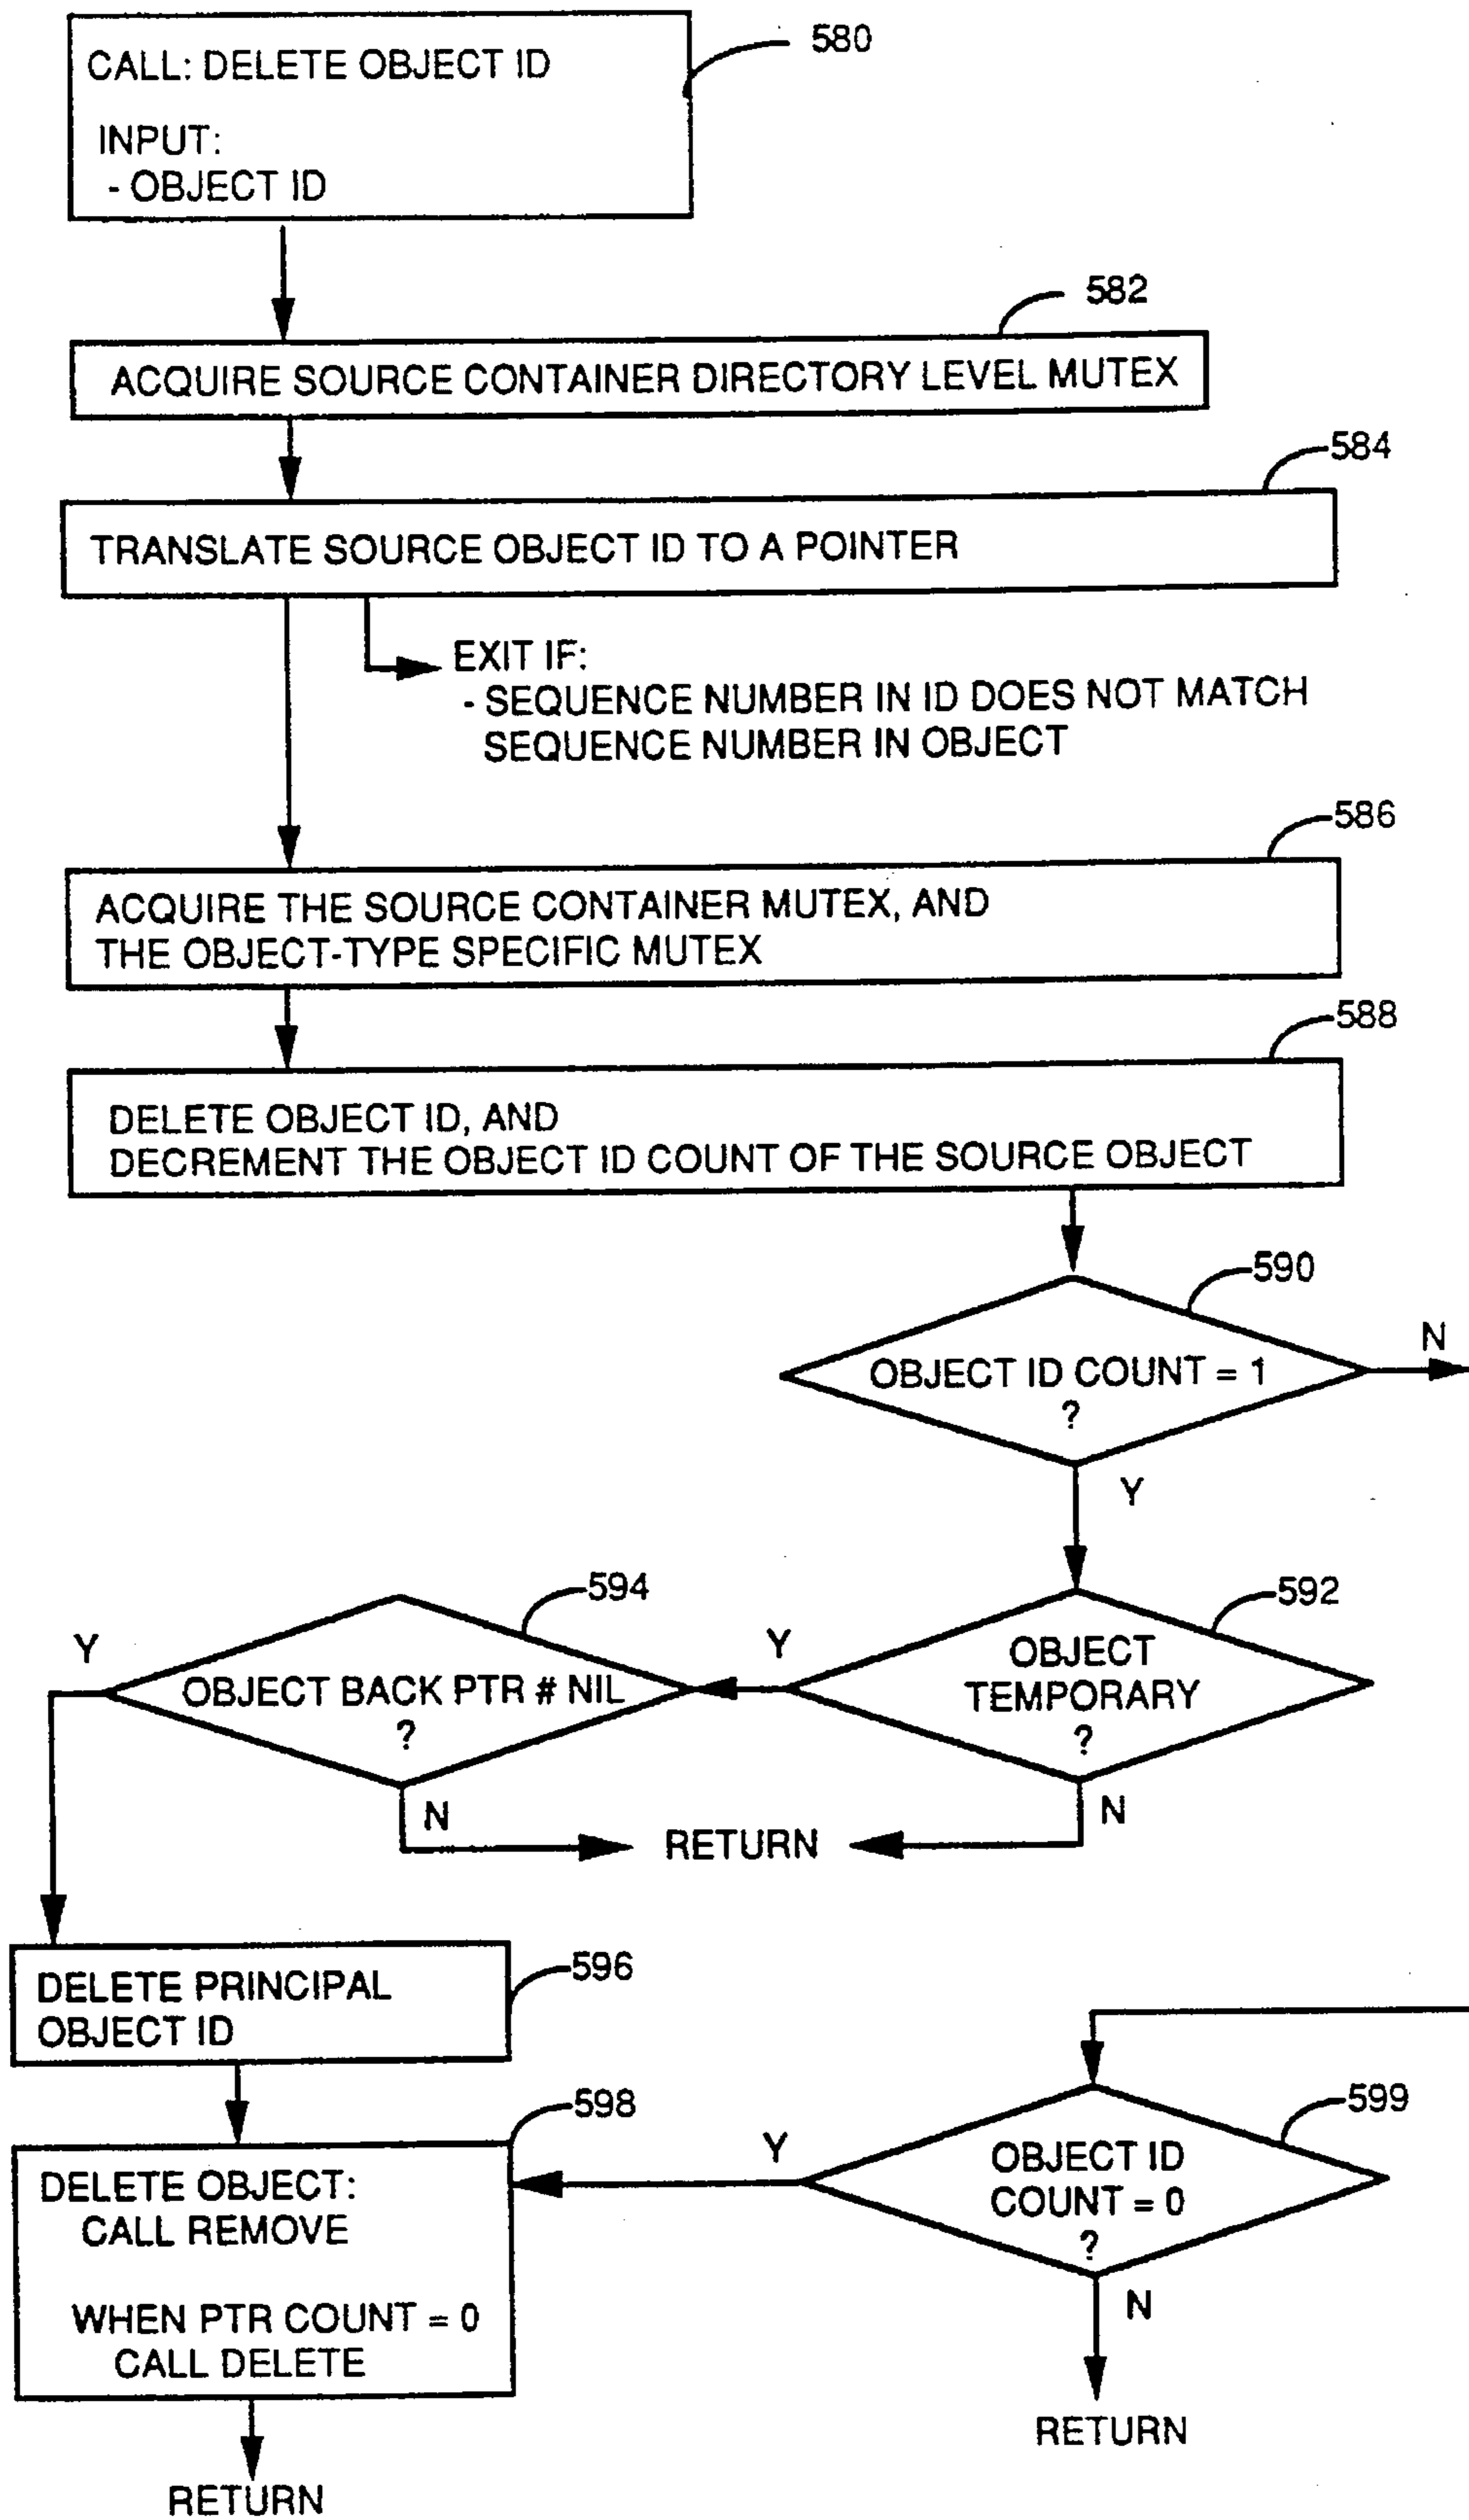 CALL: DELETE OBJECT ID
580
INPUT:
- OBJECT ID
582
ACQUIRE SOURCE CONTAINER DIRECTORY LEVEL MUTEX
584
TRANSLATE SOURCE OBJECT ID TO A POINTER
EXIT IF:
- SEQUENCE NUMBER IN ID DOES NOT MATCH
SEQUENCE NUMBER IN OBJECT
586
ACQUIRE THE SOURCE CONTAINER MUTEX, AND
THE OBJECT-TYPE SPECIFIC MUTEX
588
DELETE OBJECT ID, AND
DECREMENT THE OBJECT ID COUNT OF THE SOURCE OBJECT
590
N
OBJECT ID COUNT = 1
?
Y
594
592
Y
Y
OBJECT
TEMPORARY
?
OBJECT BACK PTR # NIL
?
N
N
RETURN
596
DELETE PRINCIPAL
OBJECT ID
598
599
Y
DELETE OBJECT:
CALL REMOVE
WHEN PTR COUNT = 0
CALL DELETE
OBJECT ID
COUNT = 0
?
N
RETURN
RETURN